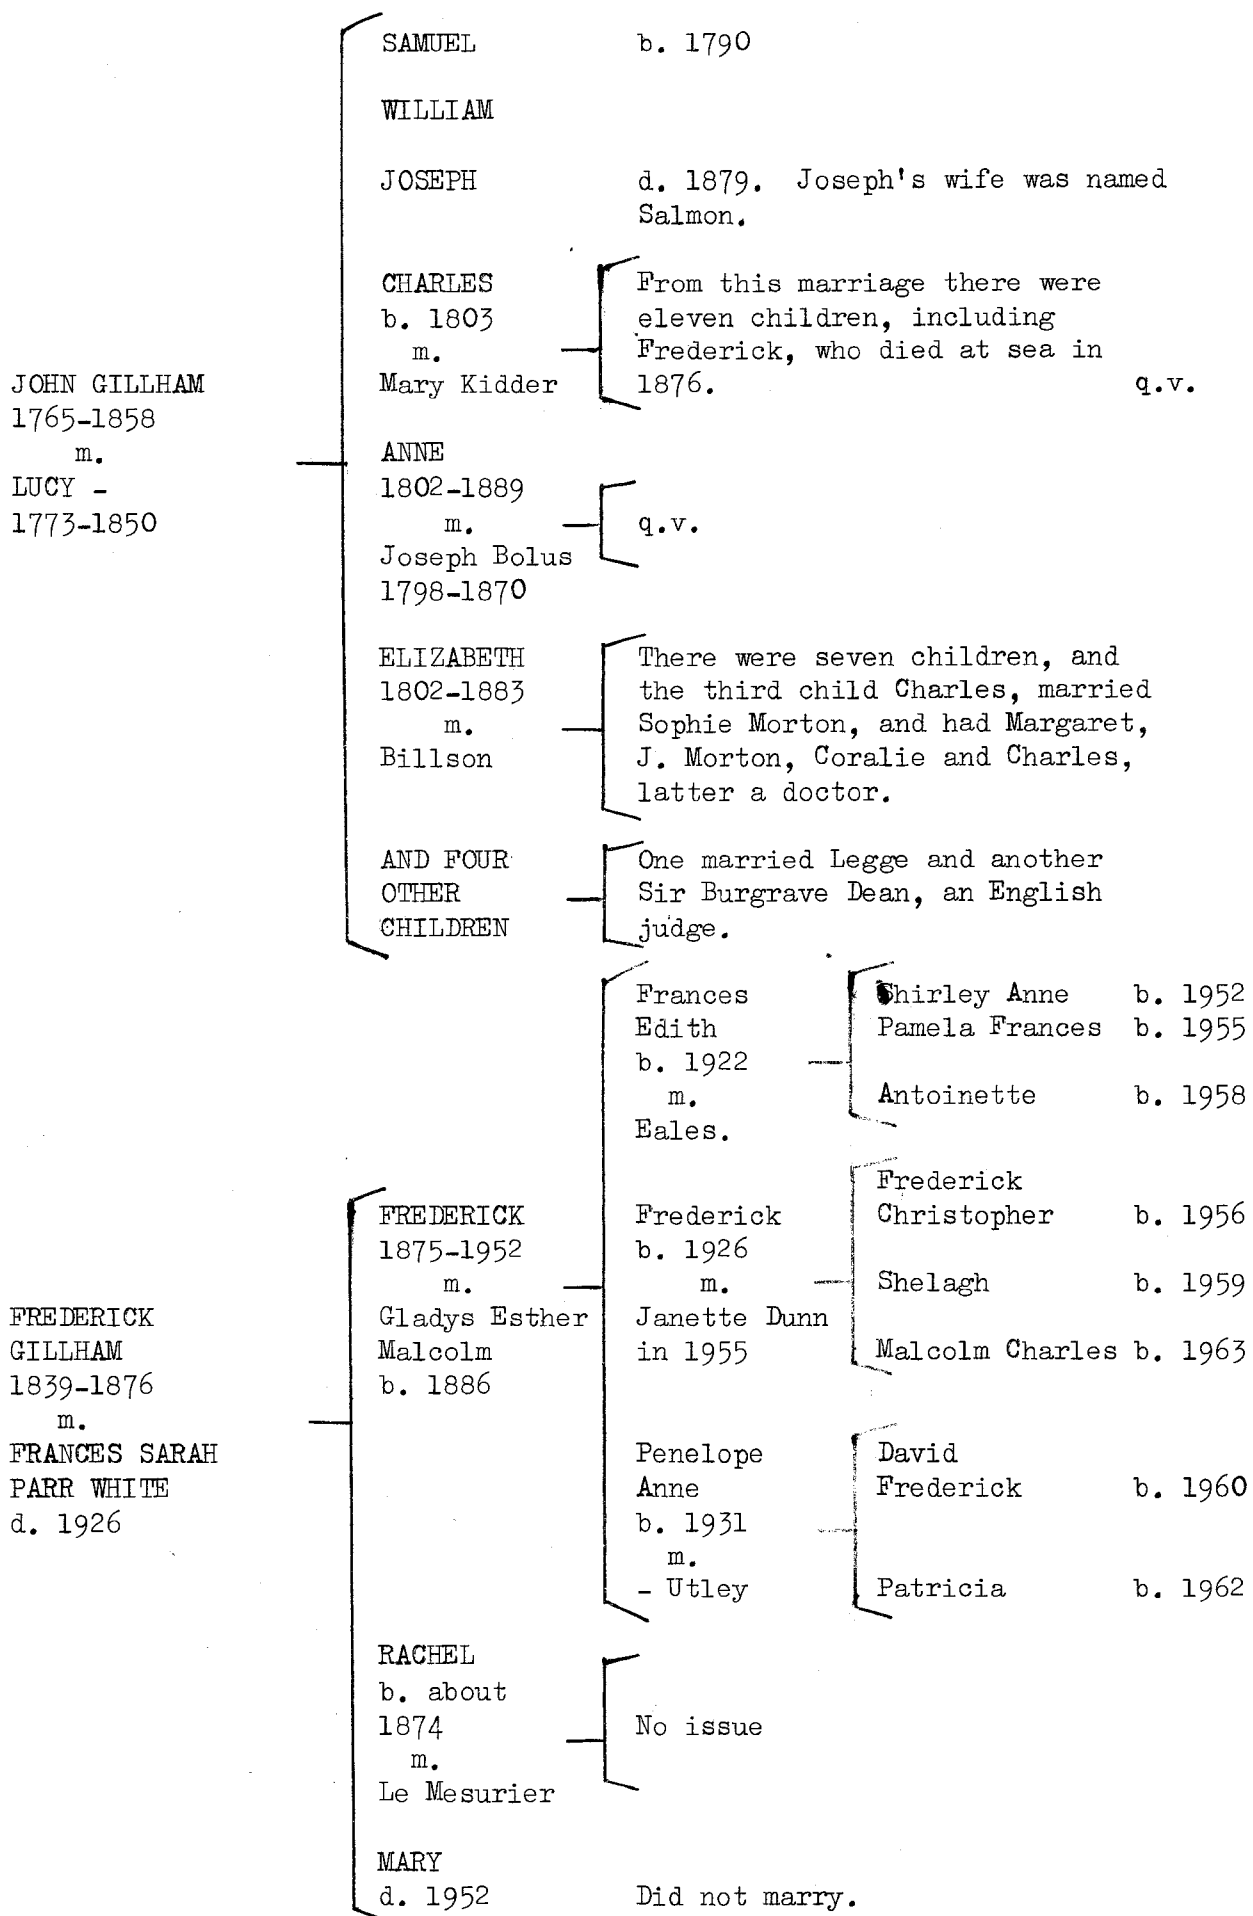 SAMUEL b. 1790
WILLIAM
JOSEPH d. 1879. Joseph's wife was named
Salmon.
JOHN GILLHAM
1765-1858
m.
LUCY -
1773-1850
CHARLES
b. 1803
m.
Mary Kidder
From this marriage there were
eleven children, including
Frederick, who died at sea in
1876. q.v.
ANNE
1802-1889
m.
Joseph Bolus
1798-1870
q.v.
ELIZABETH
1802-1883
m.
Billson
There were seven children, and
the third child Charles, married
Sophie Morton, and had Margaret,
J. Morton, Coralie and Charles,
latter a doctor.
AND FOUR
OTHER
CHILDREN
One married Legge and another
Sir Burgrave Dean, an English
judge.
FREDERICK
GILLHAM
1839-1876
m.
FRANCES SARAH
PARR WHITE
d. 1926
FREDERICK
1875-1952
m.
Gladys Esther
Malcolm
b. 1886
Frances
Edith
b. 1922
m.
Eales.
Shirley Anne b. 1952
Pamela Frances b. 1955
Antoinette b. 1958
Frederick
b. 1926
m.
Janette Dunn
in 1955
Frederick
Christopher b. 1956
Shelagh b. 1959
Malcolm Charles b. 1963
Penelope
Anne
b. 1931
m.
- Utley
David
Frederick b. 1960
Patricia b. 1962
RACHEL
b. about
1874
m.
Le Mesurier
No issue
MARY
d. 1952 Did not marry.